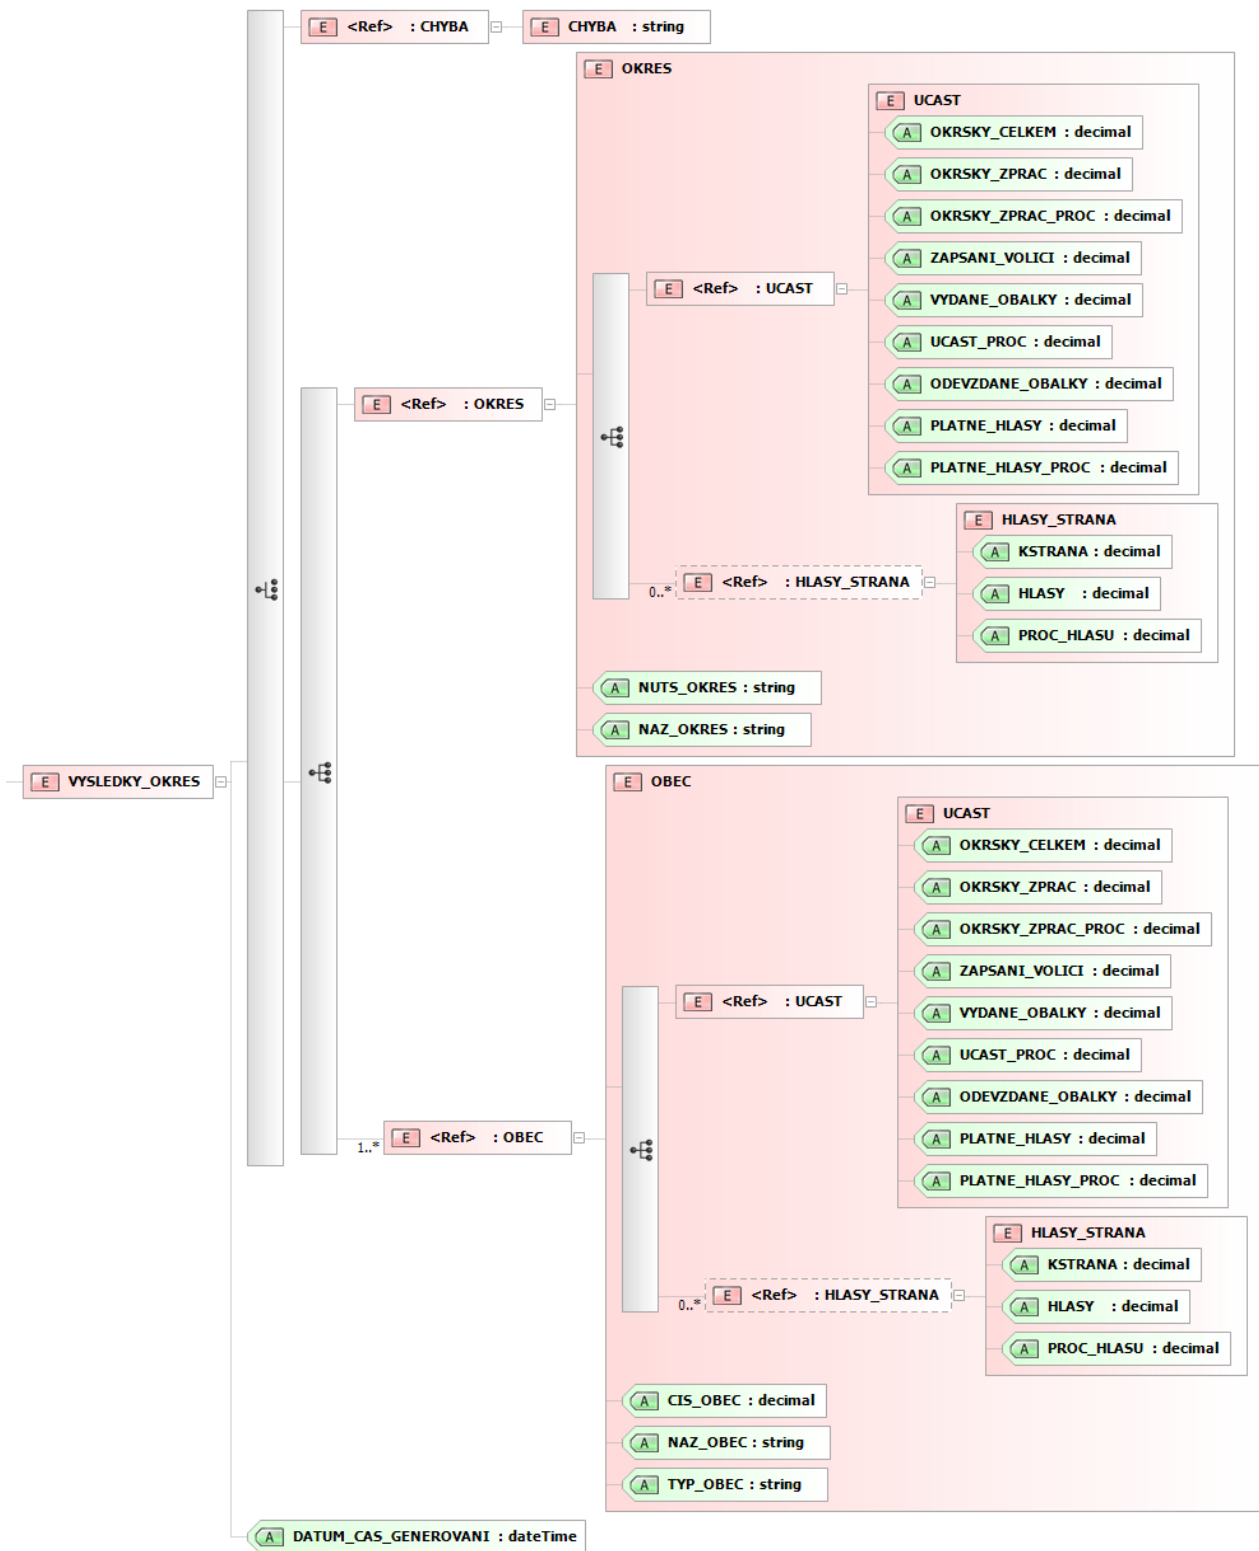 E <Ref> : CHYBA
E CHYBA : string
E OKRES
E UCAST
A OKRSKY_CELKEM : decimal
A OKRSKY_ZPRAC : decimal
A OKRSKY_ZPRAC_PROC : decimal
A ZAPSANI_VOLICI : decimal
E <Ref> : UCAST
A VYDANE_OBALKY : decimal
A UCAST_PROC : decimal
A ODEVZDANE_OBALKY : decimal
E <Ref> : OKRES
A PLATNE_HLASY : decimal
A PLATNE_HLASY_PROC : decimal
E HLASY_STRANA
A KSTRANA : decimal
0..* E <Ref> : HLASY_STRANA
A HLASY : decimal
A PROC_HLASU : decimal
A NUTS_OKRES : string
A NAZ_OKRES : string
E VYSLEDKY_OKRES
E OBEC
E UCAST
A OKRSKY_CELKEM : decimal
A OKRSKY_ZPRAC : decimal
A OKRSKY_ZPRAC_PROC : decimal
A ZAPSANI_VOLICI : decimal
E <Ref> : UCAST
A VYDANE_OBALKY : decimal
A UCAST_PROC : decimal
A ODEVZDANE_OBALKY : decimal
1..* E <Ref> : OBEC
A PLATNE_HLASY : decimal
A PLATNE_HLASY_PROC : decimal
E HLASY_STRANA
A KSTRANA : decimal
0..* E <Ref> : HLASY_STRANA
A HLASY : decimal
A PROC_HLASU : decimal
A CIS_OBEC : decimal
A NAZ_OBEC : string
A TYP_OBEC : string
A DATUM_CAS_GENEROVANI : dateTime